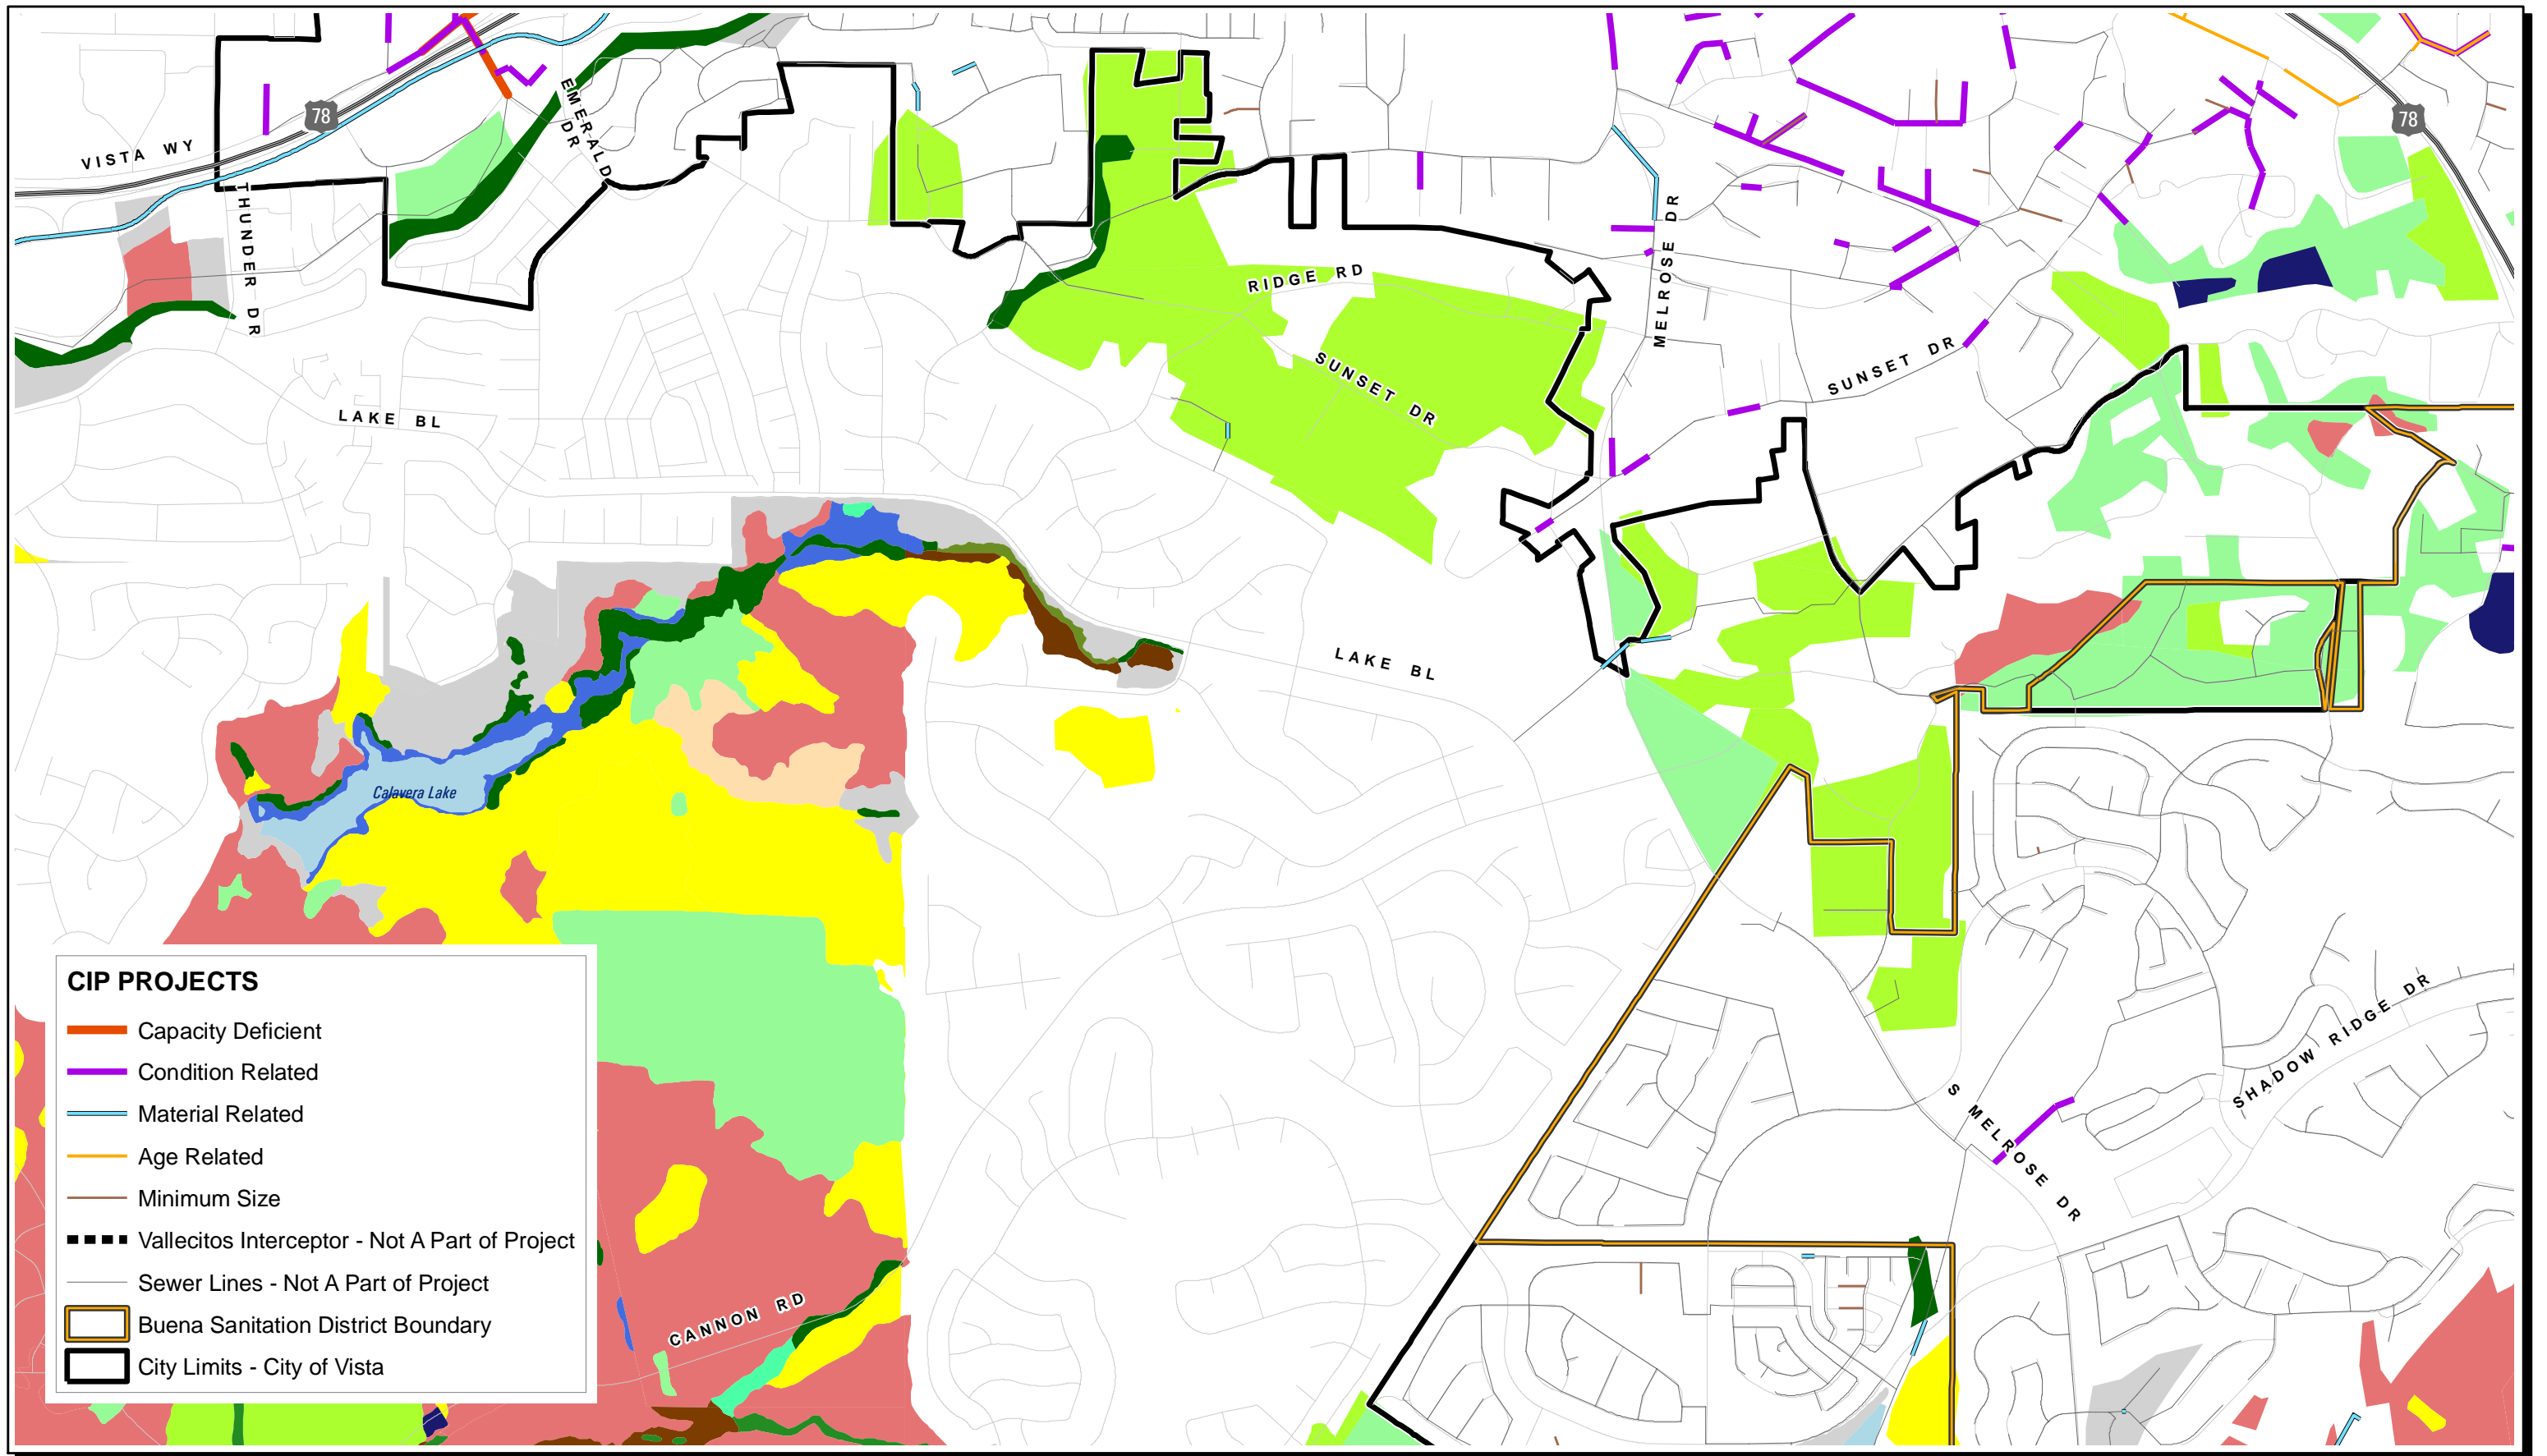 78
78
VISTA WY
EMERALD DR
THUNDER DR
MELROSE DR
RIDGE RD
SUNSET DR
SUNSET DR
LAKE BL
LAKE BL
Calavera Lake
SHADOW RIDGE DR
S MELROSE DR
CANNON RD
CIP PROJECTS
Capacity Deficient
Condition Related
Material Related
Age Related
Minimum Size
Vallecitos Interceptor - Not A Part of Project
Sewer Lines - Not A Part of Project
Buena Sanitation District Boundary
City Limits - City of Vista